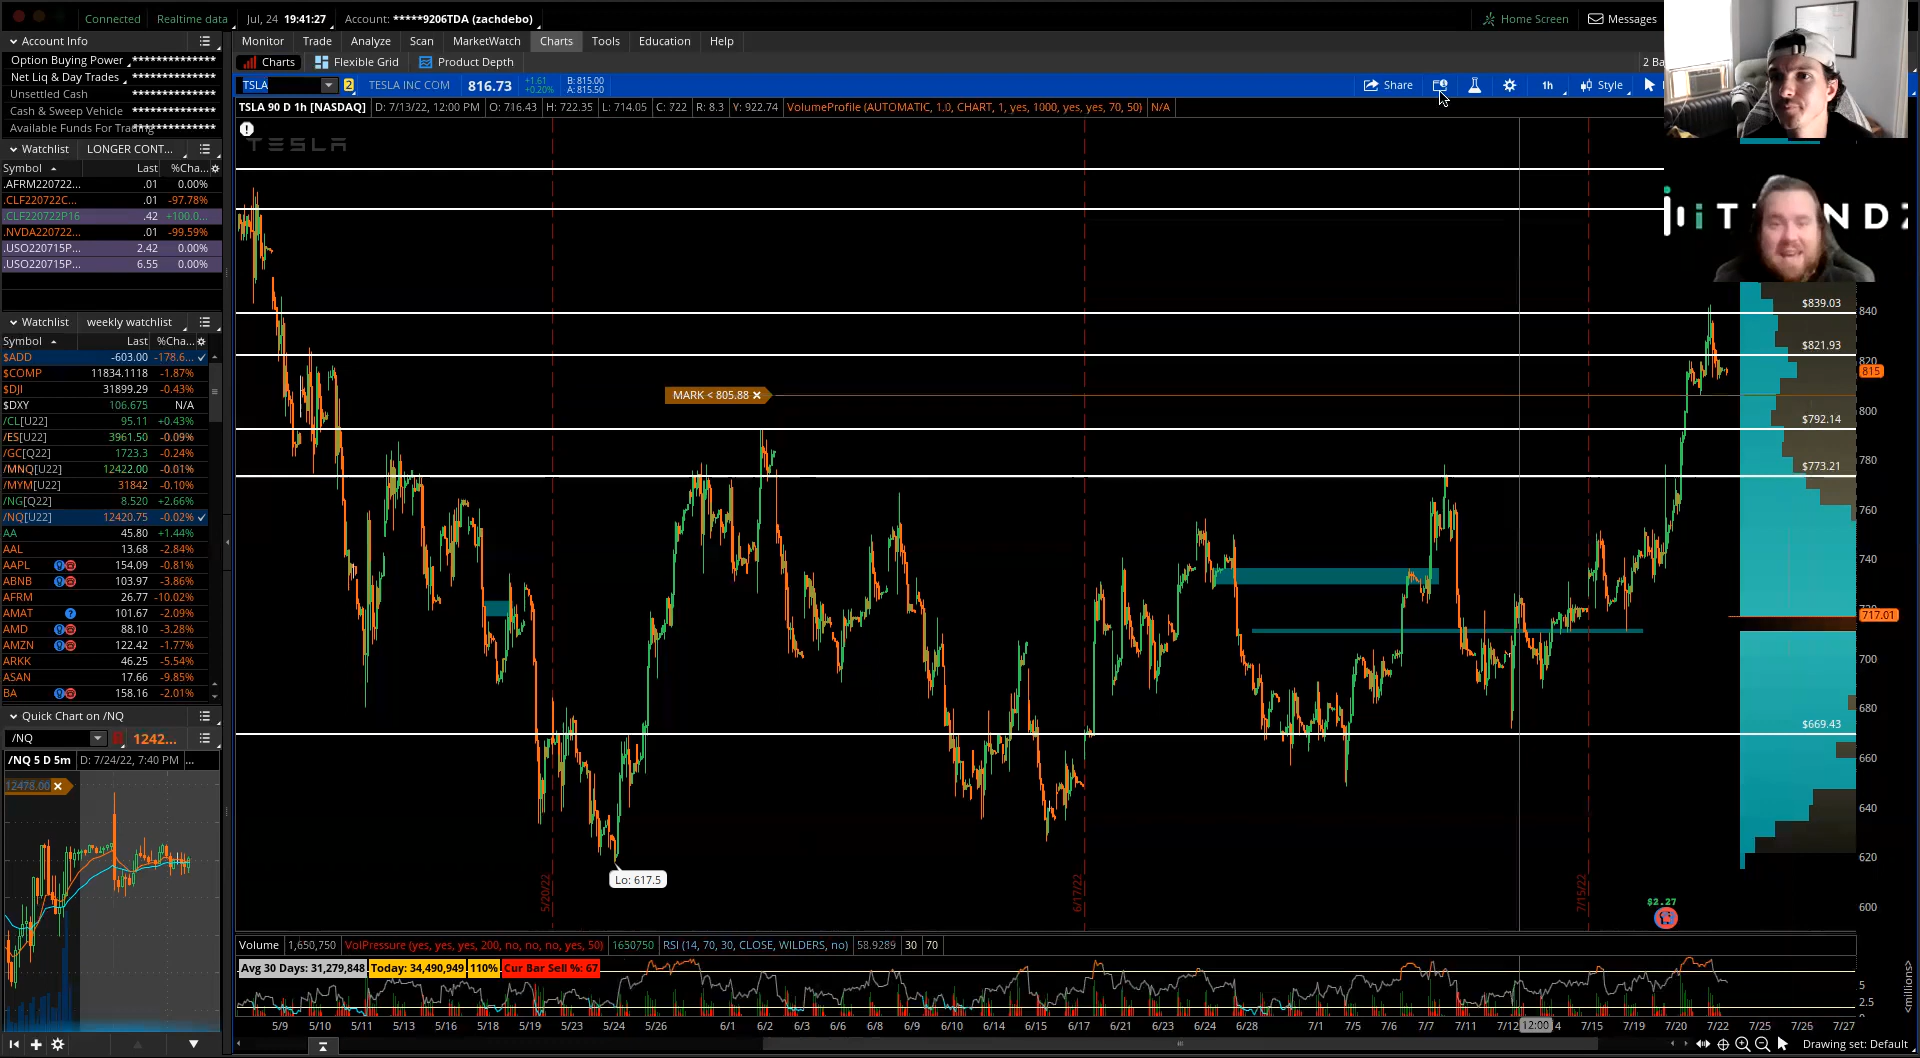 Connected Realtime data Jul, 24 19:41:27 Account: *****9206TDA (zachdebo) Home Screen Messages
Account Info
Option Buying Power ***************
Net Liq & Day Trades ***************
Unsettled Cash ***************
Cash & Sweep Vehicle ***************
Available Funds For Trading ***************
Watchlist LONGER CONT...
Symbol Last %Cha...
.AFRM220722... .01 0.00%
.CLF220722C... .01 -97.78%
.CLF220722P16 .42 +100.0...
.NVDA220722... .01 -99.59%
.USO220715P... 2.42 0.00%
.USO220715P... 6.55 0.00%
Watchlist weekly watchlist
Symbol Last %Cha...
$ADD -603.00 -178.6...
$COMP 11834.1118 -1.87%
$DJI 31899.29 -0.43%
$DXY 106.675 N/A
/CL[U22] 95.11 +0.43%
/ES[U22] 3961.50 -0.09%
/GC[Q22] 1723.3 -0.24%
/MNQ[U22] 12422.00 -0.01%
/MYM[U22] 31842 -0.10%
/NG[Q22] 8.520 +2.66%
/NQ[U22] 12420.75 -0.02%
AA 45.80 +1.44%
AAL 13.68 -2.84%
AAPL 154.09 -0.81%
ABNB 103.97 -3.86%
AFRM 26.77 -10.02%
AMAT 101.67 -2.09%
AMD 88.10 -3.28%
AMZN 122.42 -1.77%
ARKK 46.25 -5.54%
ASAN 17.66 -9.85%
BA 158.16 -2.01%
Quick Chart on /NQ
/NQ 1242...
/NQ 5 D 5m D: 7/24/22, 7:40 PM ...
12478.00
Monitor Trade Analyze Scan MarketWatch Charts Tools Education Help
Charts Flexible Grid Product Depth 2 Ba
TSLA 2 TESLA INC COM 816.73 +1.61 +0.20% B: 815.00 A: 815.50 Share 1h Style
TSLA 90 D 1h [NASDAQ] D: 7/13/22, 12:00 PM O: 716.43 H: 722.35 L: 714.05 C: 722 R: 8.3 Y: 922.74 VolumeProfile (AUTOMATIC, 1.0, CHART, 1, yes, 1000, yes, yes, 70, 50) N/A
TESLA
$839.03
840
$821.93
820
815
MARK < 805.88
800
$792.14
780
$773.21
760
740
717.01
700
680
$669.43
660
640
620
Lo: 617.5
600
5/20/22 6/17/22 7/15/22
$2.27
Volume 1,650,750 VolPressure (yes, yes, yes, 200, no, no, no, yes, 50) 1650750 RSI (14, 70, 30, CLOSE, WILDERS, no) 58.9289 30 70
Avg 30 Days: 31,279,848 Today: 34,490,949 110% Cur Bar Sell %: 67
5
2.5
<millions>
5/9 5/10 5/11 5/13 5/16 5/18 5/19 5/23 5/24 5/26 6/1 6/2 6/3 6/6 6/8 6/9 6/10 6/14 6/15 6/17 6/21 6/23 6/24 6/28 7/1 7/5 7/6 7/7 7/11 7/12 12:00 4 7/15 7/19 7/20 7/22 7/25 7/26 7/27
Drawing set: Default